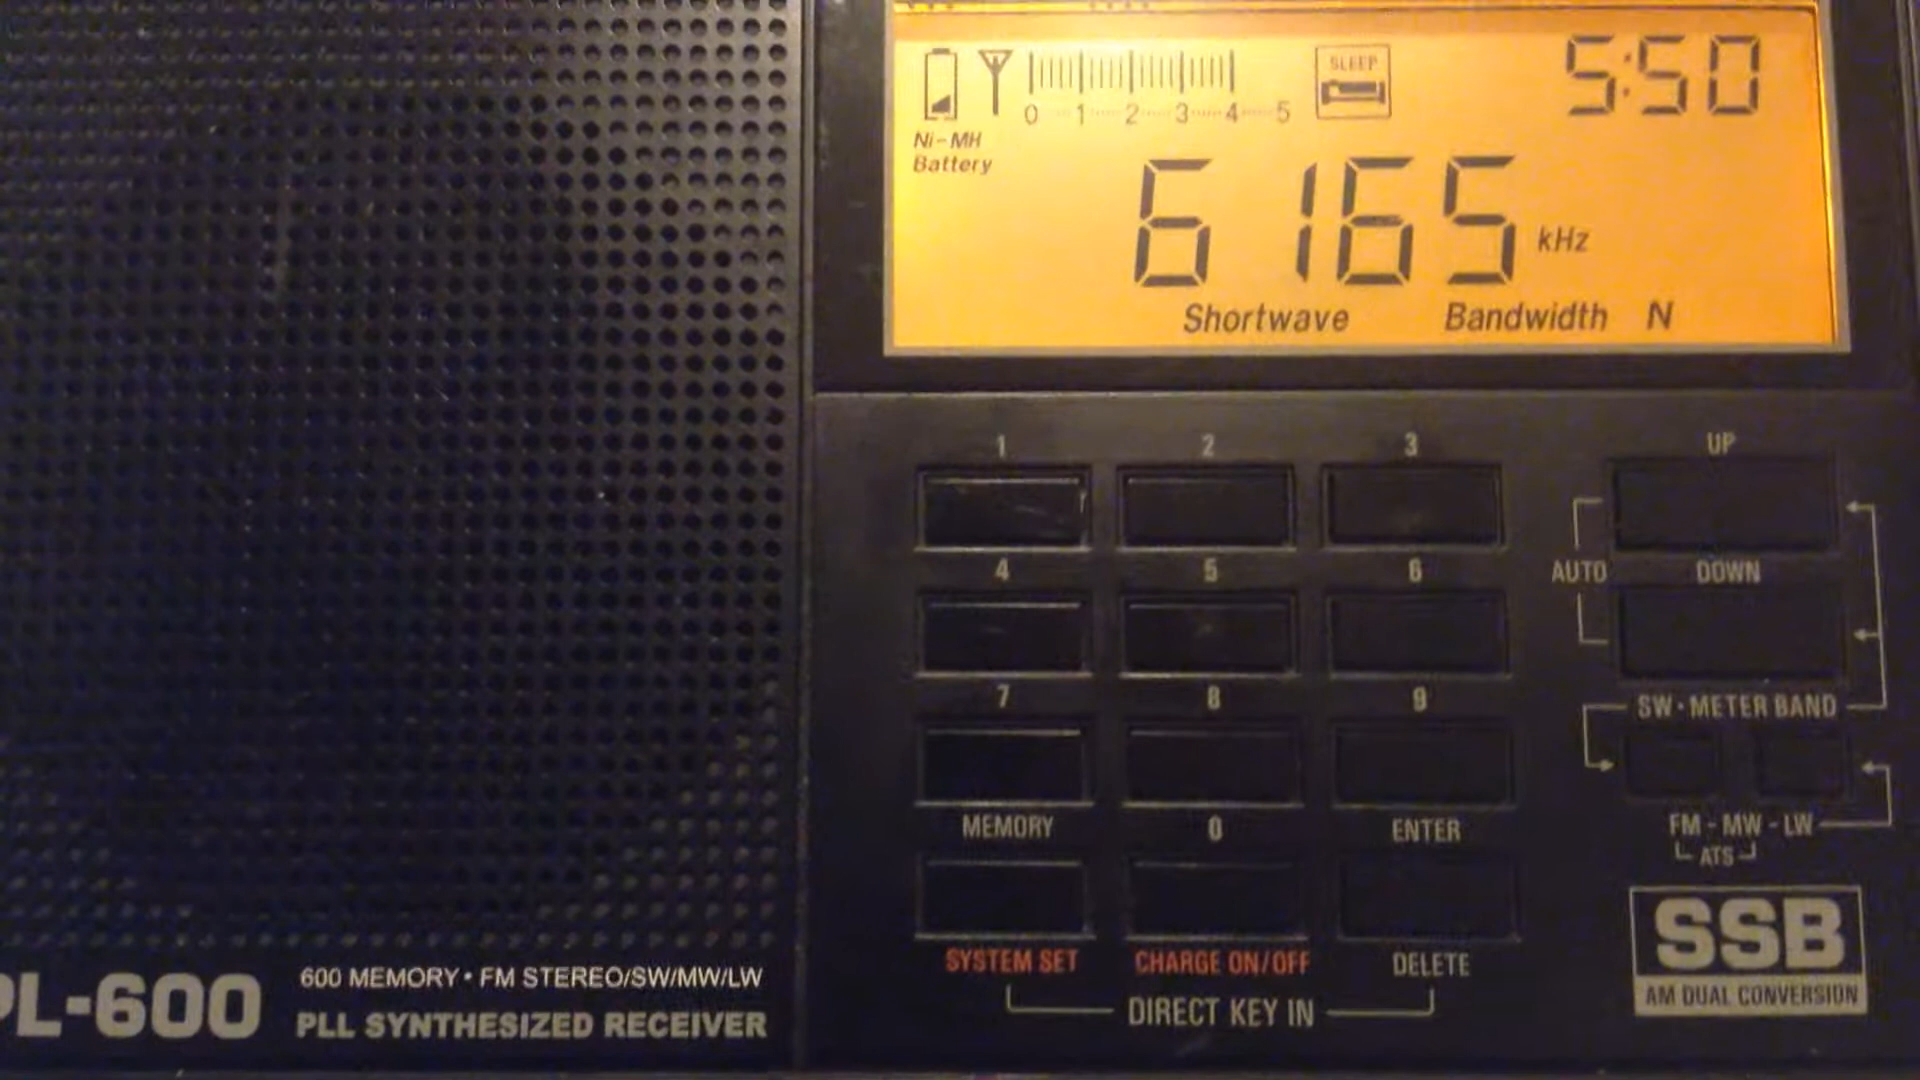 SLEEP
5:50
0 1 2 3 4 5
Ni-MH
Battery
6165 kHz
Shortwave Bandwidth N
1 2 3 UP
4 5 6 AUTO DOWN
7 8 9 SW·METER BAND
MEMORY 0 ENTER FM - MW - LW
ATS
SSB
AM DUAL CONVERSION
SYSTEM SET CHARGE ON/OFF DELETE
DIRECT KEY IN
PL-600
600 MEMORY • FM STEREO/SW/MW/LW
PLL SYNTHESIZED RECEIVER